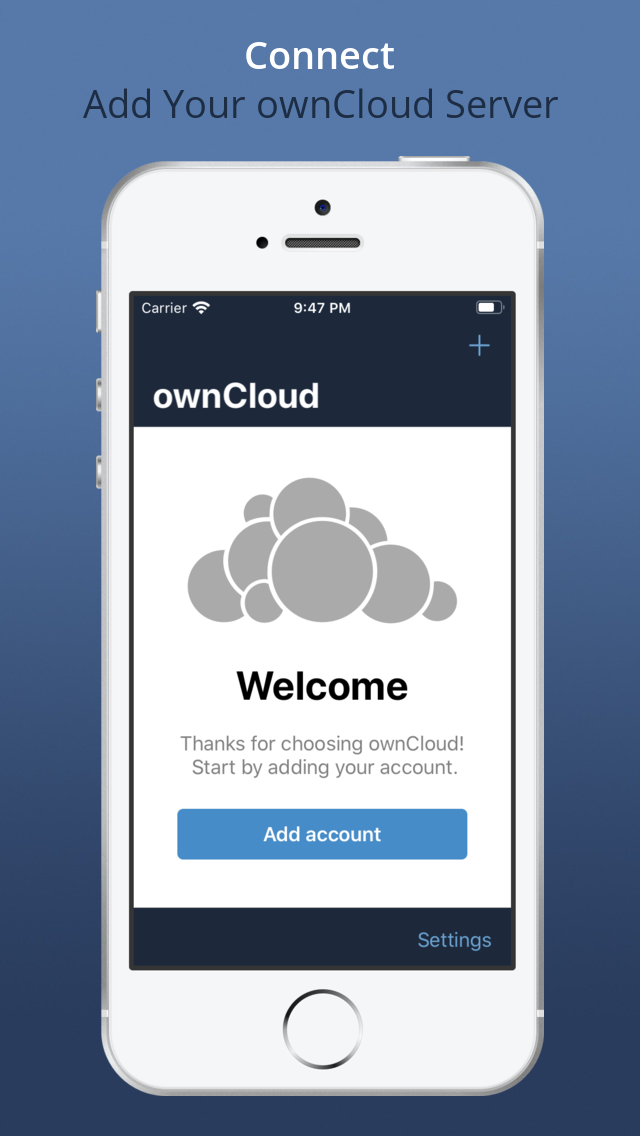 Connect
Add Your ownCloud Server
Carrier 9:47 PM
ownCloud
Welcome
Thanks for choosing ownCloud!
Start by adding your account.
Add account
Settings